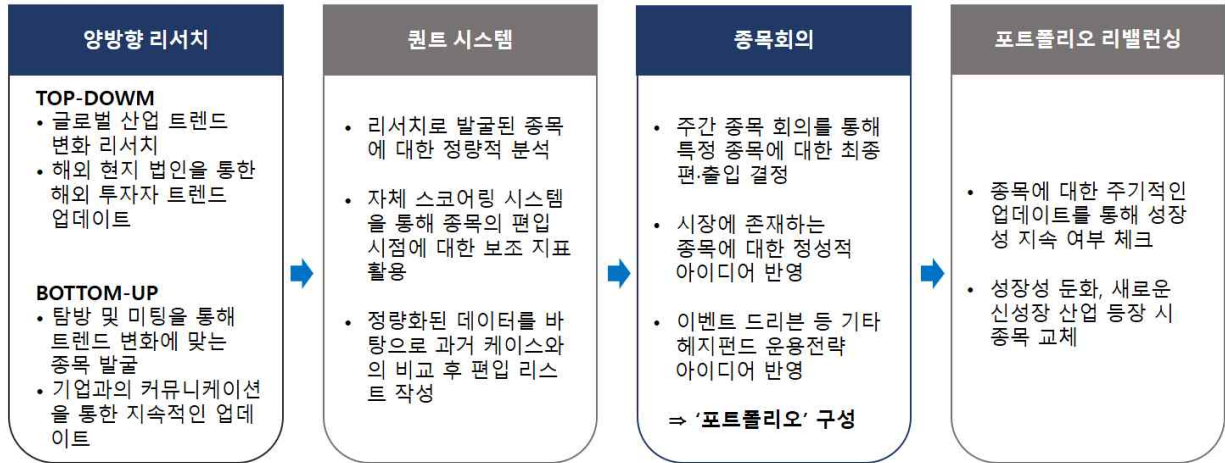 양방향 리서치
TOP-DOWM
• 글로벌 산업 트렌드
변화 리서치
• 해외 현지 법인을 통한
해외 투자자 트렌드
업데이트
BOTTOM-UP
• 탐방 및 미팅을 통해
트렌드 변화에 맞는
종목 발굴
• 기업과의 커뮤니케이션
을 통한 지속적인 업데
이트
퀀트 시스템
• 리서치로 발굴된 종목
에 대한 정량적 분석
• 자체 스코어링 시스템
을 통해 종목의 편입
시점에 대한 보조 지표
활용
• 정량화된 데이터를 바
탕으로 과거 케이스와
의 비교 후 편입 리스
트 작성
종목회의
• 주간 종목 회의를 통해
특정 종목에 대한 최종
편·출입 결정
• 시장에 존재하는
종목에 대한 정성적
아이디어 반영
• 이벤트 드리븐 등 기타
헤지펀드 운용전략
아이디어 반영
⇒ ‘포트폴리오’ 구성
포트폴리오 리밸런싱
• 종목에 대한 주기적인
업데이트를 통해 성장
성 지속 여부 체크
• 성장성 둔화, 새로운
신성장 산업 등장 시
종목 교체